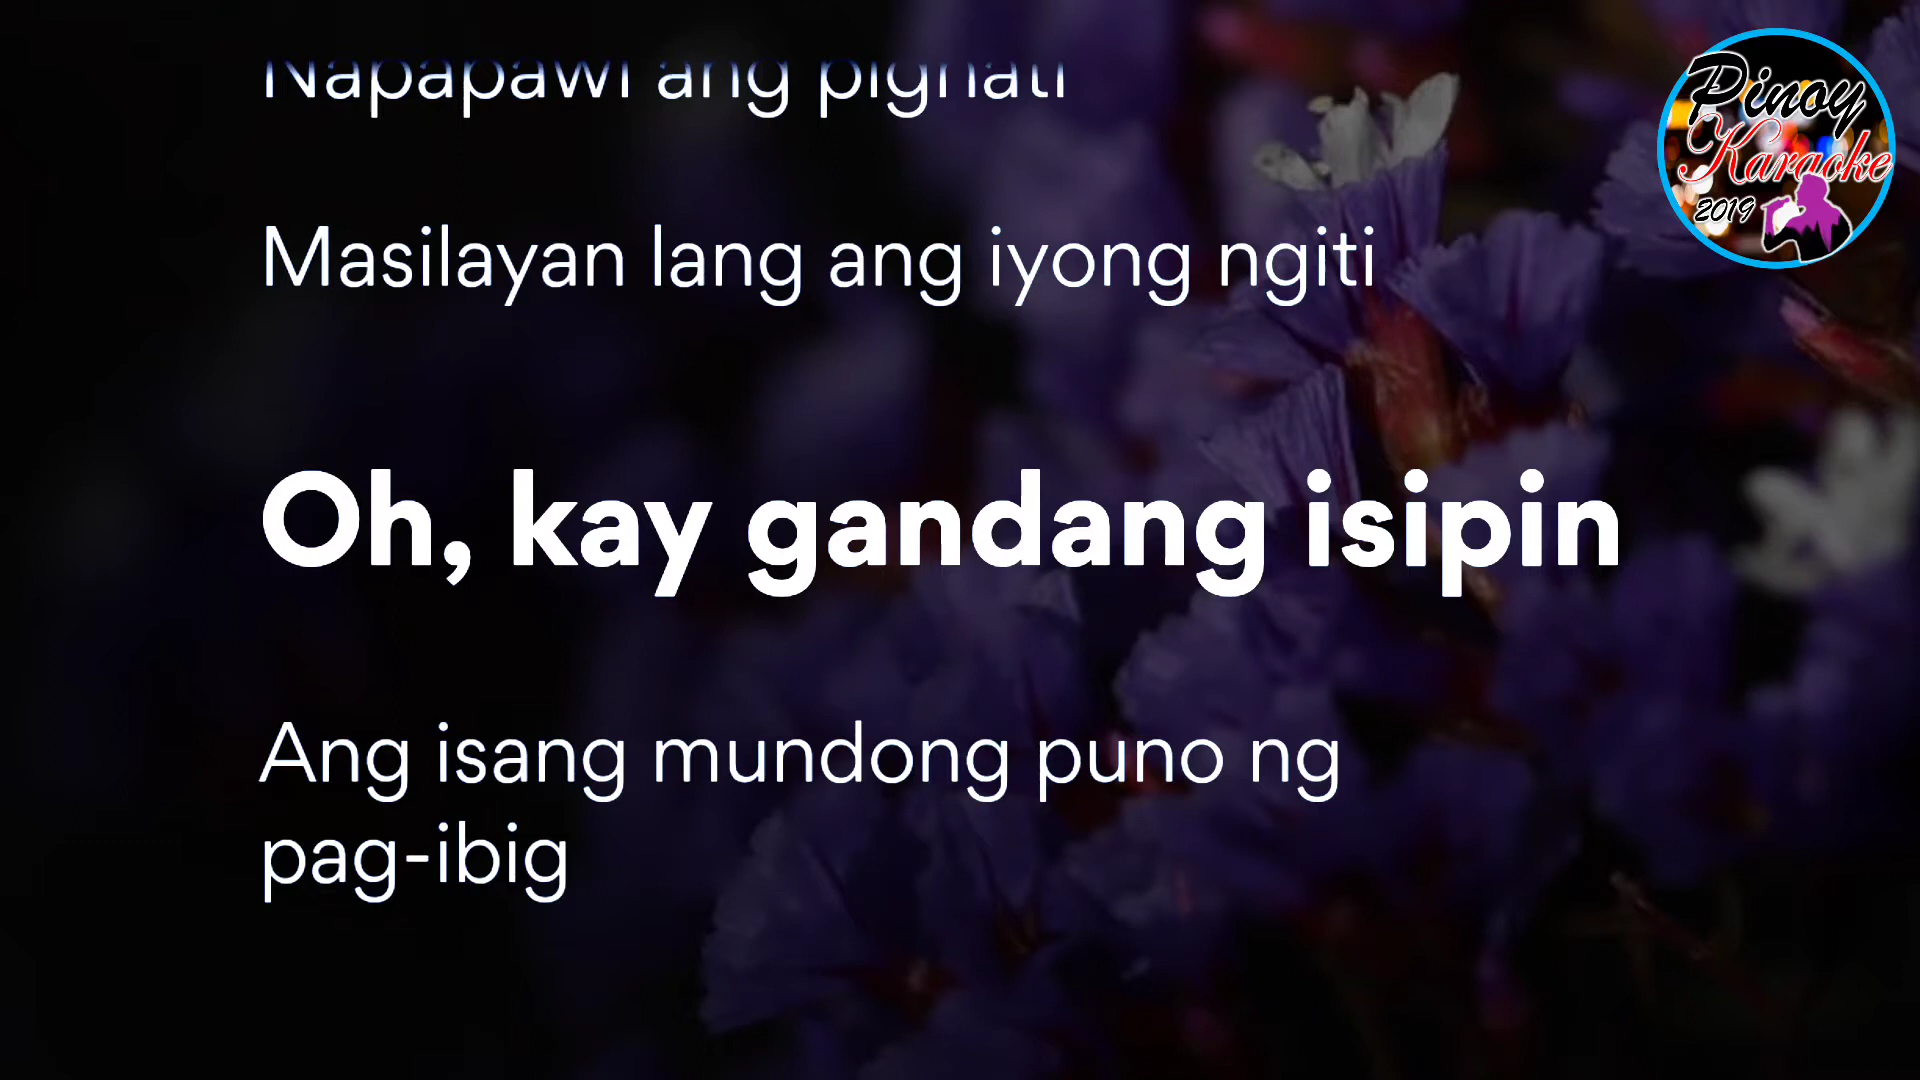 Napapawi ang pighati
Masilayan lang ang iyong ngiti
Oh, kay gandang isipin
Ang isang mundong puno ng
pag-ibig
Pinoy
Karaoke
2019